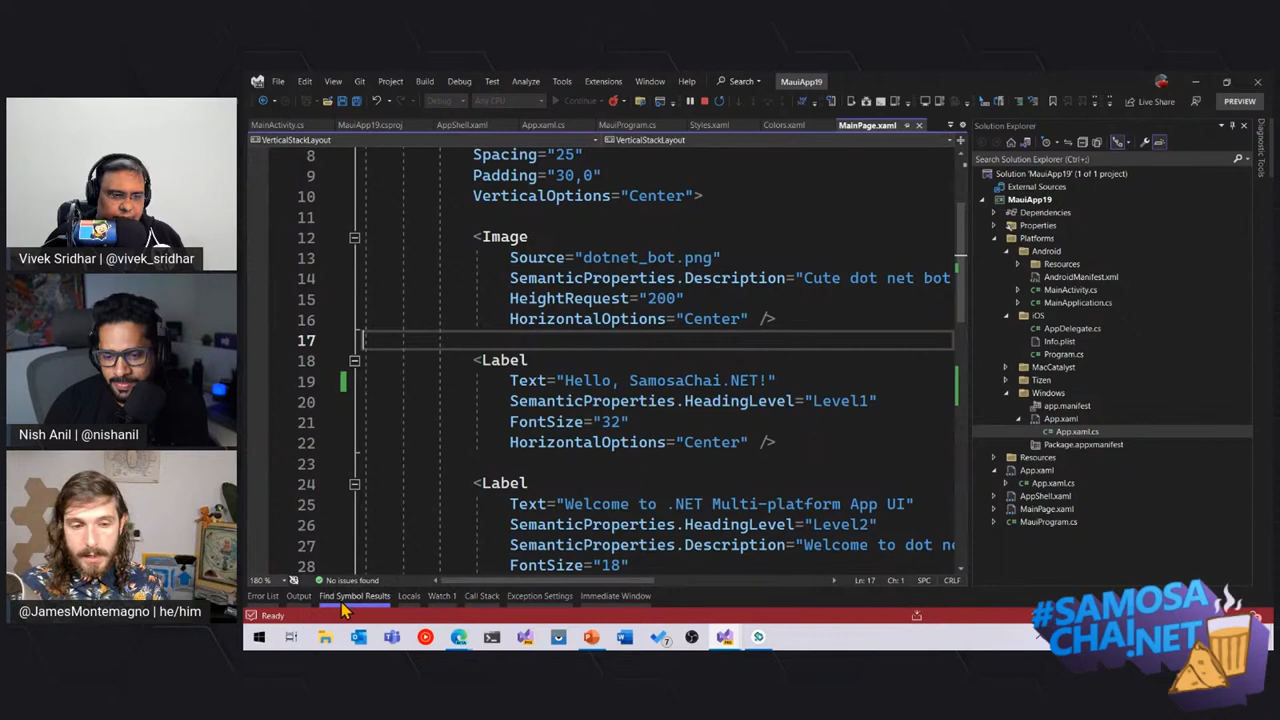 File Edit View Git Project Build Debug Test Analyze Tools Extensions Window Help Search MauiApp19
Debug Any CPU Continue Live Share PREVIEW
MainActivity.cs MauiApp19.csproj AppShell.xaml App.xaml.cs MauiProgram.cs Styles.xaml Colors.xaml MainPage.xaml
VerticalStackLayout VerticalStackLayout
8 Spacing="25"
9 Padding="30,0"
10 VerticalOptions="Center">
11
12 <Image
13 Source="dotnet_bot.png"
14 SemanticProperties.Description="Cute dot net bot
15 HeightRequest="200"
16 HorizontalOptions="Center" />
17
18 <Label
19 Text="Hello, SamosaChai.NET!"
20 SemanticProperties.HeadingLevel="Level1"
21 FontSize="32"
22 HorizontalOptions="Center" />
23
24 <Label
25 Text="Welcome to .NET Multi-platform App UI"
26 SemanticProperties.HeadingLevel="Level2"
27 SemanticProperties.Description="Welcome to dot n
28 FontSize="18"
180 % No issues found Ln: 17 Ch: 1 SPC CRLF
Error List Output Find Symbol Results Locals Watch 1 Call Stack Exception Settings Immediate Window
Ready
Solution Explorer
Search Solution Explorer (Ctrl+;)
Solution 'MauiApp19' (1 of 1 project)
External Sources
MauiApp19
Dependencies
Properties
Platforms
Android
Resources
AndroidManifest.xml
MainActivity.cs
MainApplication.cs
iOS
AppDelegate.cs
Info.plist
Program.cs
MacCatalyst
Tizen
Windows
app.manifest
App.xaml
App.xaml.cs
Package.appxmanifest
Resources
App.xaml
App.xaml.cs
AppShell.xaml
MainPage.xaml
MauiProgram.cs
Diagnostic Tools
Vivek Sridhar | @vivek_sridhar
Nish Anil | @nishanil
@JamesMontemagno | he/him
7
#SAMOSA
CHAI.NET